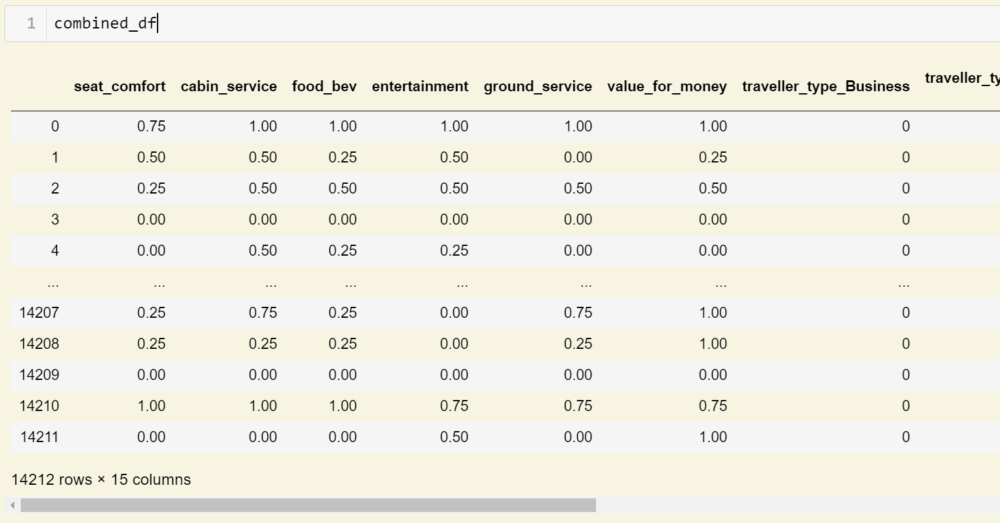 1 combined_df
seat_comfort cabin_service food_bev entertainment ground_service value_for_money traveller_type_Business traveller_ty
0 0.75 1.00 1.00 1.00 1.00 1.00 0
1 0.50 0.50 0.25 0.50 0.00 0.25 0
2 0.25 0.50 0.50 0.50 0.50 0.50 0
3 0.00 0.00 0.00 0.00 0.00 0.00 0
4 0.00 0.50 0.25 0.25 0.00 0.00 0
... ... ... ... ... ... ... ...
14207 0.25 0.75 0.25 0.00 0.75 1.00 0
14208 0.25 0.25 0.25 0.00 0.25 1.00 0
14209 0.00 0.00 0.00 0.00 0.00 0.00 0
14210 1.00 1.00 1.00 0.75 0.75 0.75 0
14211 0.00 0.00 0.00 0.50 0.00 1.00 0
14212 rows × 15 columns